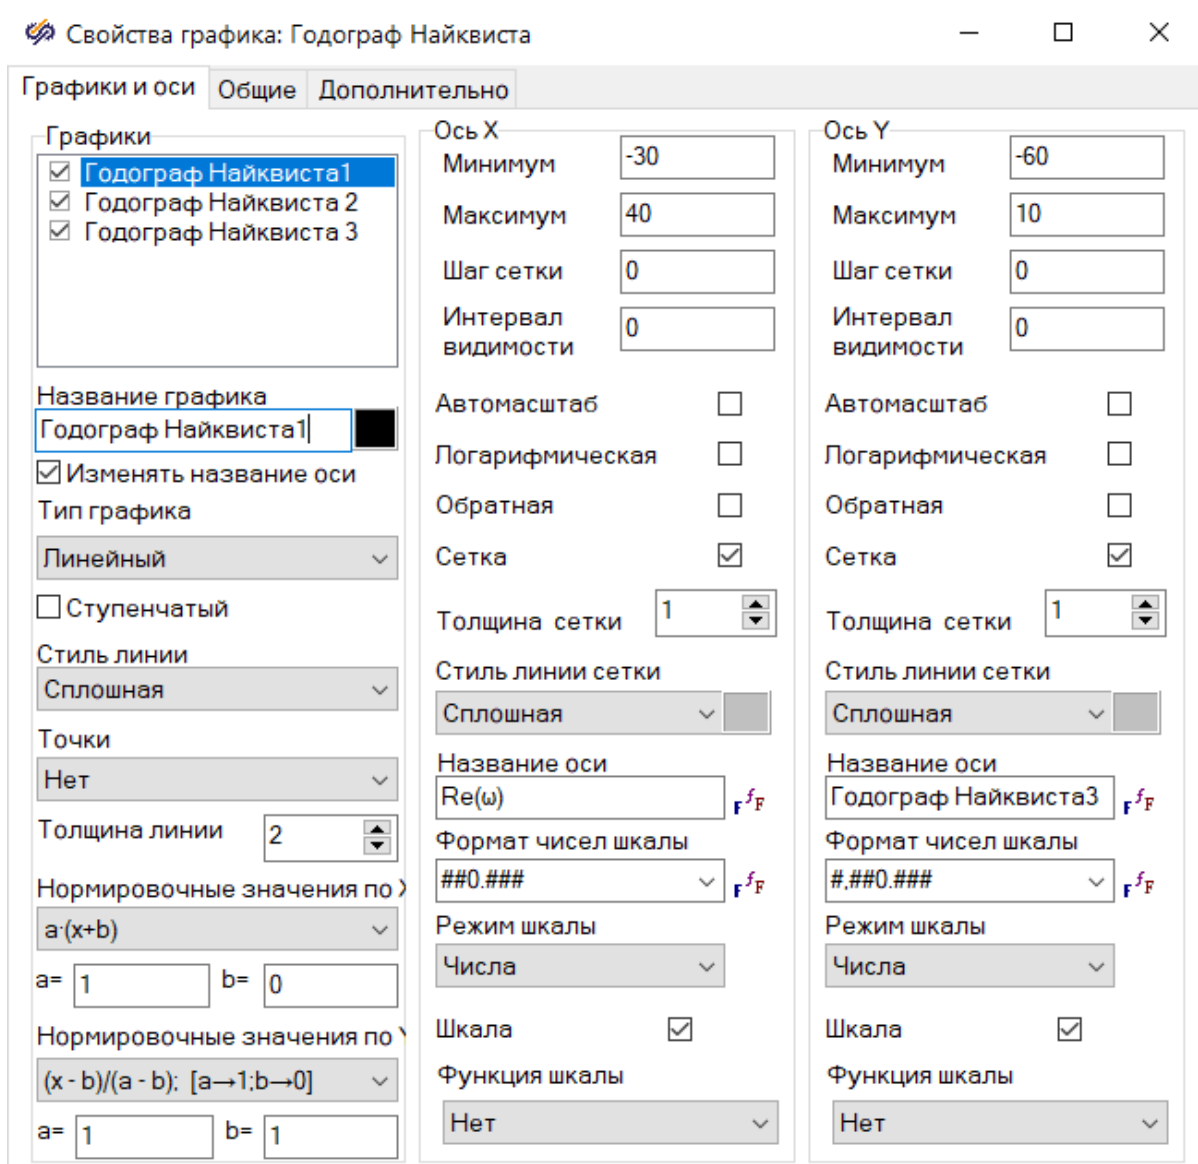 Свойства графика: Годограф Найквиста
Графики и оси Общие Дополнительно
Графики
Годограф Найквиста1
Годограф Найквиста 2
Годограф Найквиста 3
Название графика
Годограф Найквиста1
Изменять название оси
Тип графика
Линейный
Ступенчатый
Стиль линии
Сплошная
Точки
Нет
Толщина линии 2
Нормировочные значения по X
a·(x+b)
a= 1 b= 0
Нормировочные значения по Y
(x - b)/(a - b); [a→1;b→0]
a= 1 b= 1
Ось X
Минимум -30
Максимум 40
Шаг сетки 0
Интервал
видимости 0
Автомасштаб
Логарифмическая
Обратная
Сетка
Толщина сетки 1
Стиль линии сетки
Сплошная
Название оси
Re(ω) FfF
Формат чисел шкалы
##0.### FfF
Режим шкалы
Числа
Шкала
Функция шкалы
Нет
Ось Y
Минимум -60
Максимум 10
Шаг сетки 0
Интервал
видимости 0
Автомасштаб
Логарифмическая
Обратная
Сетка
Толщина сетки 1
Стиль линии сетки
Сплошная
Название оси
Годограф Найквиста3 FfF
Формат чисел шкалы
#,##0.### FfF
Режим шкалы
Числа
Шкала
Функция шкалы
Нет